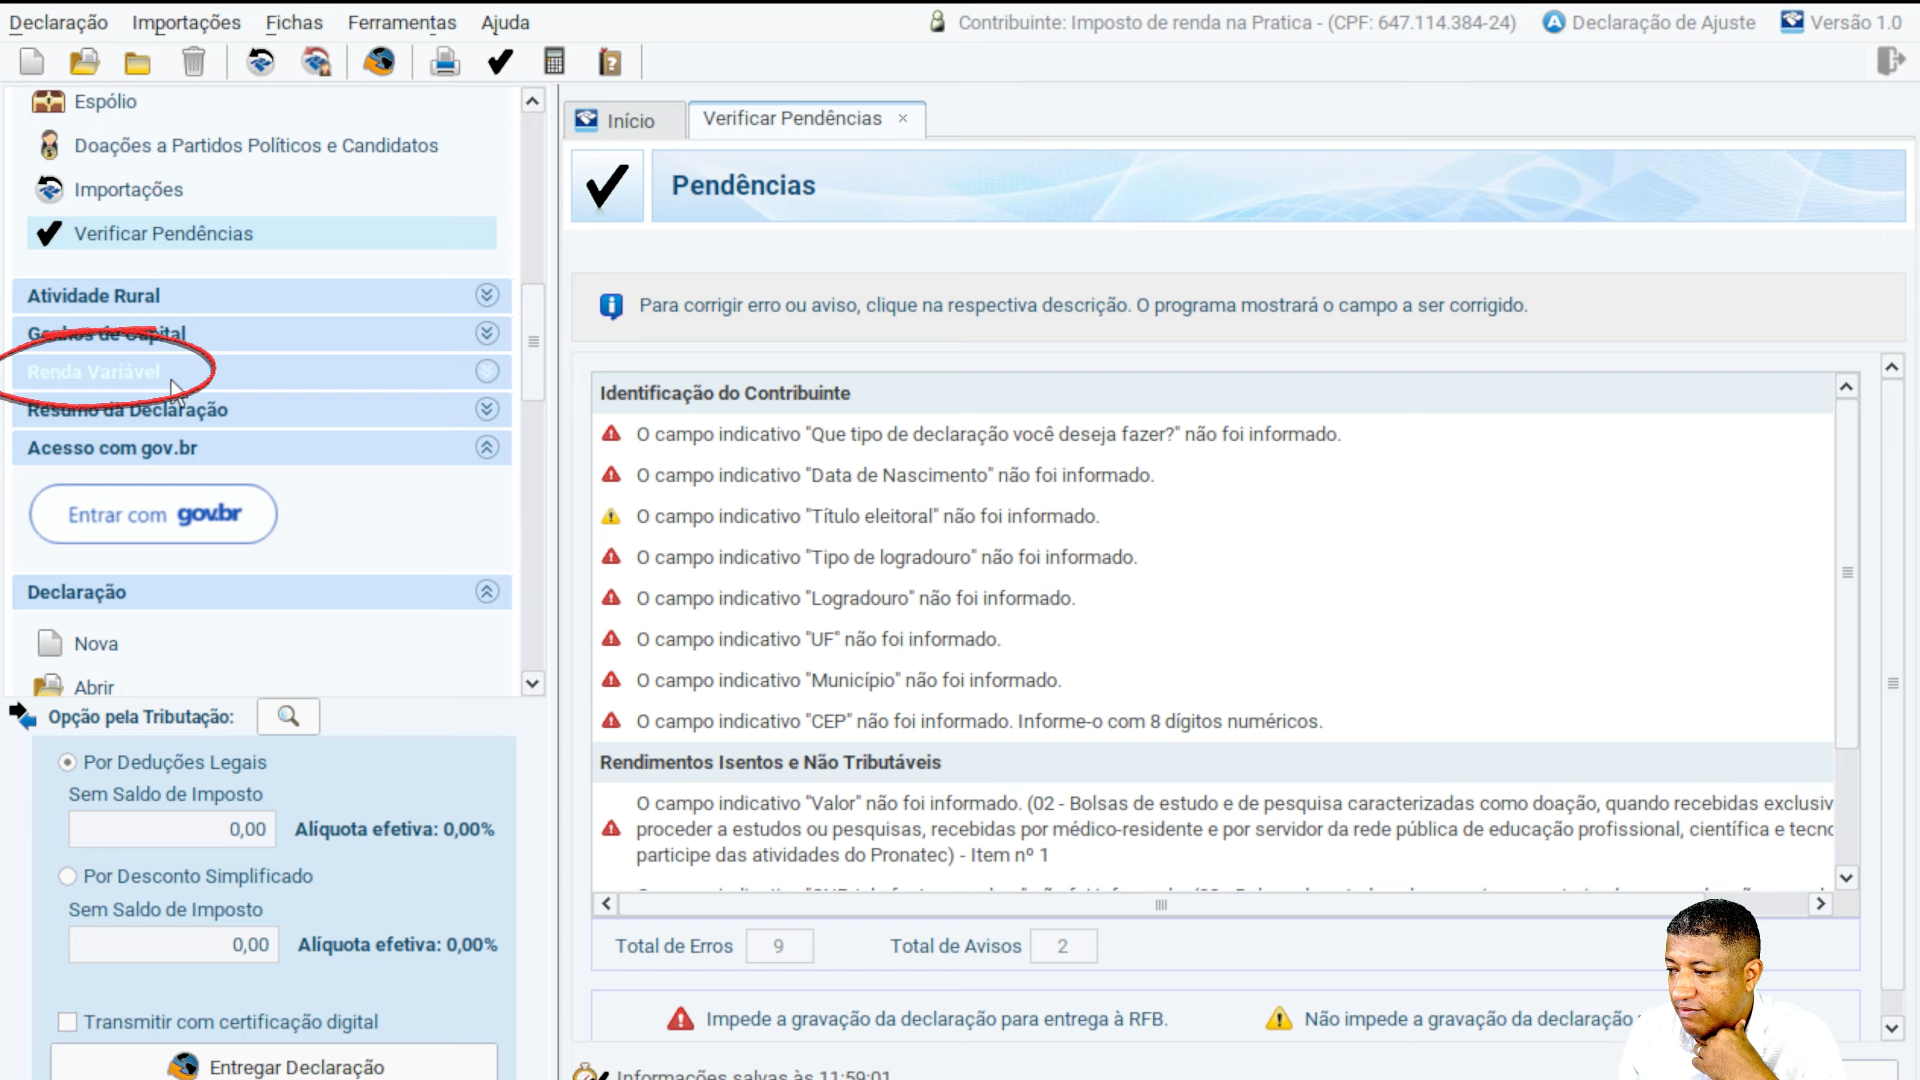 Declaração Importações Fichas Ferramentas Ajuda
Contribuinte: Imposto de renda na Pratica - (CPF: 647.114.384-24) Declaração de Ajuste Versão 1.0
Espólio
Doações a Partidos Políticos e Candidatos
Importações
Verificar Pendências
Atividade Rural
Ganhos de Capital
Renda Variável
Resumo da Declaração
Acesso com gov.br
Entrar com gov.br
Declaração
Nova
Abrir
Opção pela Tributação:
Por Deduções Legais
Sem Saldo de Imposto
0,00 Alíquota efetiva: 0,00%
Por Desconto Simplificado
Sem Saldo de Imposto
0,00 Alíquota efetiva: 0,00%
Transmitir com certificação digital
Entregar Declaração
Início
Verificar Pendências
Pendências
Para corrigir erro ou aviso, clique na respectiva descrição. O programa mostrará o campo a ser corrigido.
Identificação do Contribuinte
O campo indicativo "Que tipo de declaração você deseja fazer?" não foi informado.
O campo indicativo "Data de Nascimento" não foi informado.
O campo indicativo "Título eleitoral" não foi informado.
O campo indicativo "Tipo de logradouro" não foi informado.
O campo indicativo "Logradouro" não foi informado.
O campo indicativo "UF" não foi informado.
O campo indicativo "Município" não foi informado.
O campo indicativo "CEP" não foi informado. Informe-o com 8 dígitos numéricos.
Rendimentos Isentos e Não Tributáveis
O campo indicativo "Valor" não foi informado. (02 - Bolsas de estudo e de pesquisa caracterizadas como doação, quando recebidas exclusiv
proceder a estudos ou pesquisas, recebidas por médico-residente e por servidor da rede pública de educação profissional, científica e tecno
participe das atividades do Pronatec) - Item nº 1
Total de Erros 9 Total de Avisos 2
Impede a gravação da declaração para entrega à RFB. Não impede a gravação da declaração
Informações salvas às 11:59:01